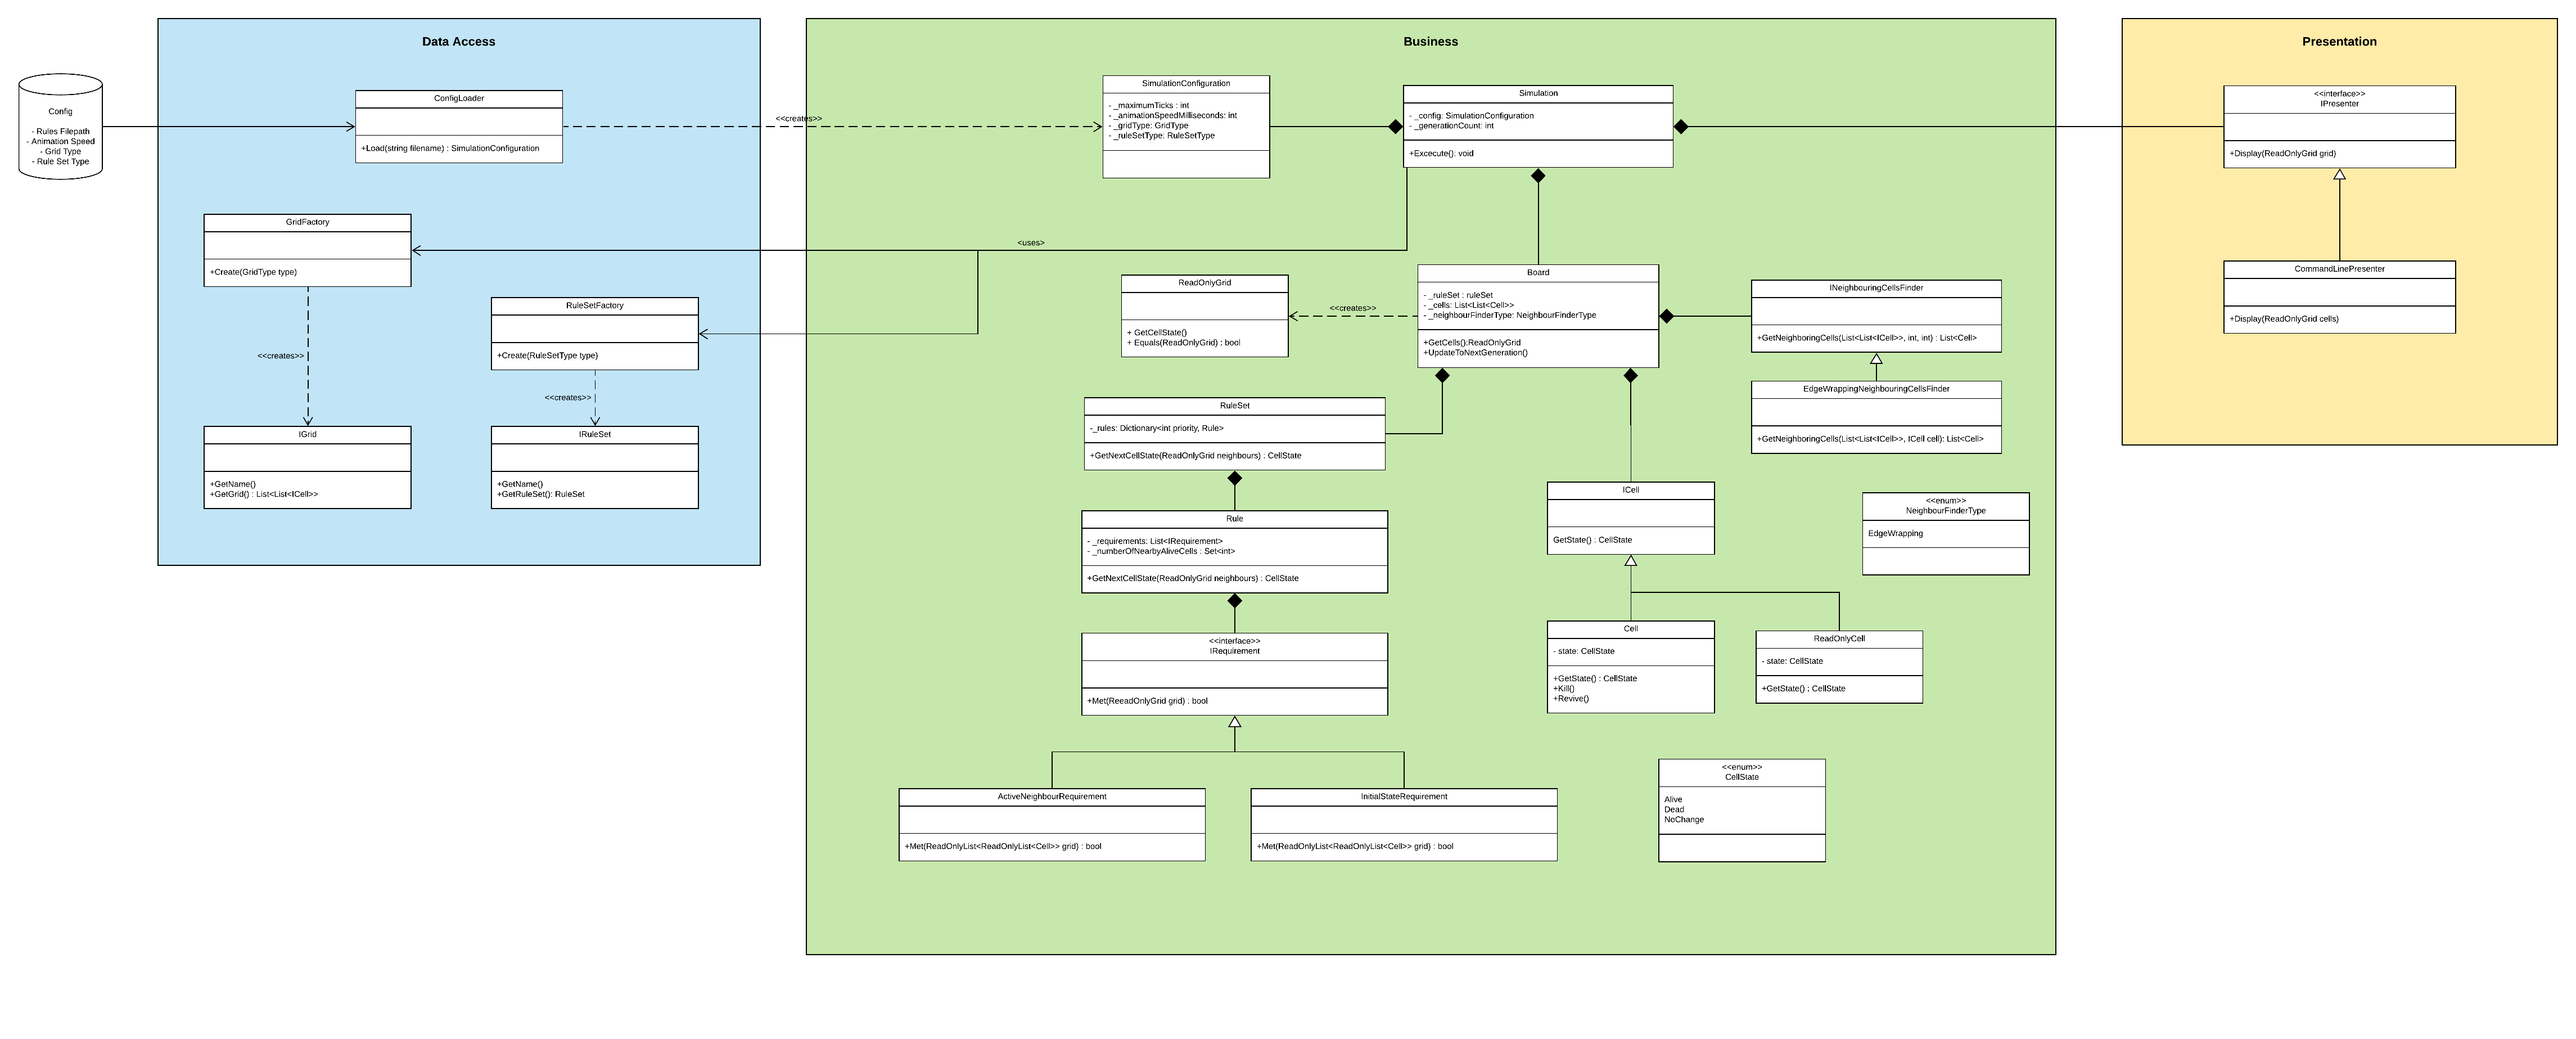 Data Access
Config
- Rules Filepath
- Animation Speed
- Grid Type
- Rule Set Type
ConfigLoader
+Load(string filename) : SimulationConfiguration
<<creates>>
GridFactory
+Create(GridType type)
<<creates>>
RuleSetFactory
+Create(RuleSetType type)
<<creates>>
IGrid
+GetName()
+GetGrid() : List<List<ICell>>
IRuleSet
+GetName()
+GetRuleSet(): RuleSet
Business
SimulationConfiguration
- _maximumTicks : int
- _animationSpeedMilliseconds: int
- _gridType: GridType
- _ruleSetType: RuleSetType
Simulation
- _config: SimulationConfiguration
- _generationCount: int
+Excecute(): void
<uses>
ReadOnlyGrid
+ GetCellState()
+ Equals(ReadOnlyGrid) : bool
<<creates>>
Board
- _ruleSet : ruleSet
- _cells: List<List<Cell>>
- _neighbourFinderType: NeighbourFinderType
+GetCells():ReadOnlyGrid
+UpdateToNextGeneration()
INeighbouringCellsFinder
+GetNeighboringCells(List<List<ICell>>, int, int) : List<Cell>
EdgeWrappingNeighbouringCellsFinder
+GetNeighboringCells(List<List<ICell>>, ICell cell): List<Cell>
RuleSet
-_rules: Dictionary<int priority, Rule>
+GetNextCellState(ReadOnlyGrid neighbours) : CellState
Rule
- _requirements: List<IRequirement>
- _numberOfNearbyAliveCells : Set<int>
+GetNextCellState(ReadOnlyGrid neighbours) : CellState
<<interface>>
IRequirement
+Met(ReeadOnlyGrid grid) : bool
ActiveNeighbourRequirement
+Met(ReadOnlyList<ReadOnlyList<Cell>> grid) : bool
InitialStateRequirement
+Met(ReadOnlyList<ReadOnlyList<Cell>> grid) : bool
ICell
GetState() : CellState
<<enum>>
NeighbourFinderType
EdgeWrapping
Cell
- state: CellState
+GetState() : CellState
+Kill()
+Revive()
ReadOnlyCell
- state: CellState
+GetState() : CellState
<<enum>>
CellState
Alive
Dead
NoChange
Presentation
<<interface>>
IPresenter
+Display(ReadOnlyGrid grid)
CommandLinePresenter
+Display(ReadOnlyGrid cells)